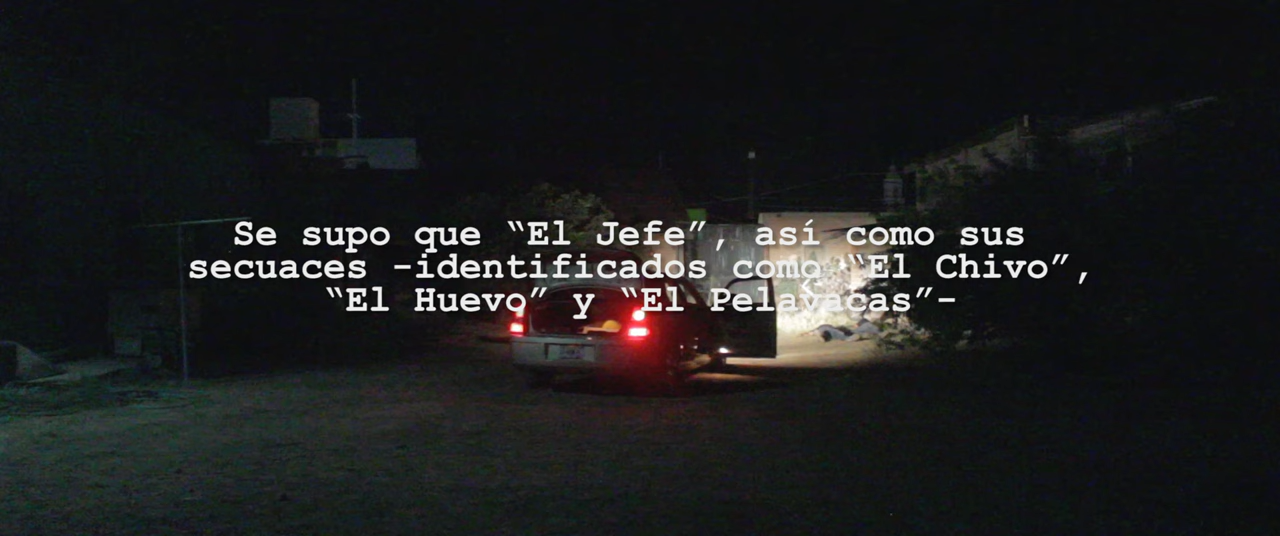 Se supo que “El Jefe”, así como sus
secuaces -identificados como “El Chivo”,
“El Huevo” y “El Pelavacas”-